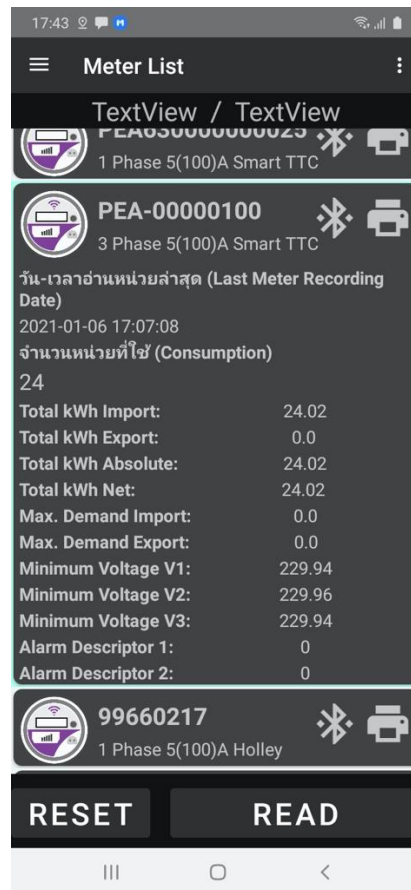 17:43
Meter List
TextView / TextView
PEA63000000025
1 Phase 5(100)A Smart TTC
PEA-00000100
3 Phase 5(100)A Smart TTC
วัน-เวลาอ่านหน่วยล่าสุด (Last Meter Recording
Date)
2021-01-06 17:07:08
จำนวนหน่วยที่ใช้ (Consumption)
24
Total kWh Import: 24.02
Total kWh Export: 0.0
Total kWh Absolute: 24.02
Total kWh Net: 24.02
Max. Demand Import: 0.0
Max. Demand Export: 0.0
Minimum Voltage V1: 229.94
Minimum Voltage V2: 229.96
Minimum Voltage V3: 229.94
Alarm Descriptor 1: 0
Alarm Descriptor 2: 0
99660217
1 Phase 5(100)A Holley
RESET READ